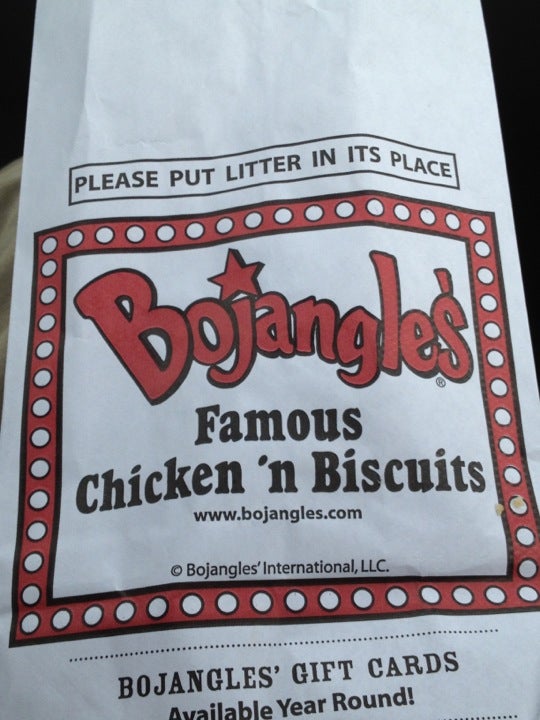 PLEASE PUT LITTER IN ITS PLACE
Bojangles'®
Famous
Chicken 'n Biscuits
www.bojangles.com
© Bojangles' International, LLC.
BOJANGLES' GIFT CARDS
Available Year Round!